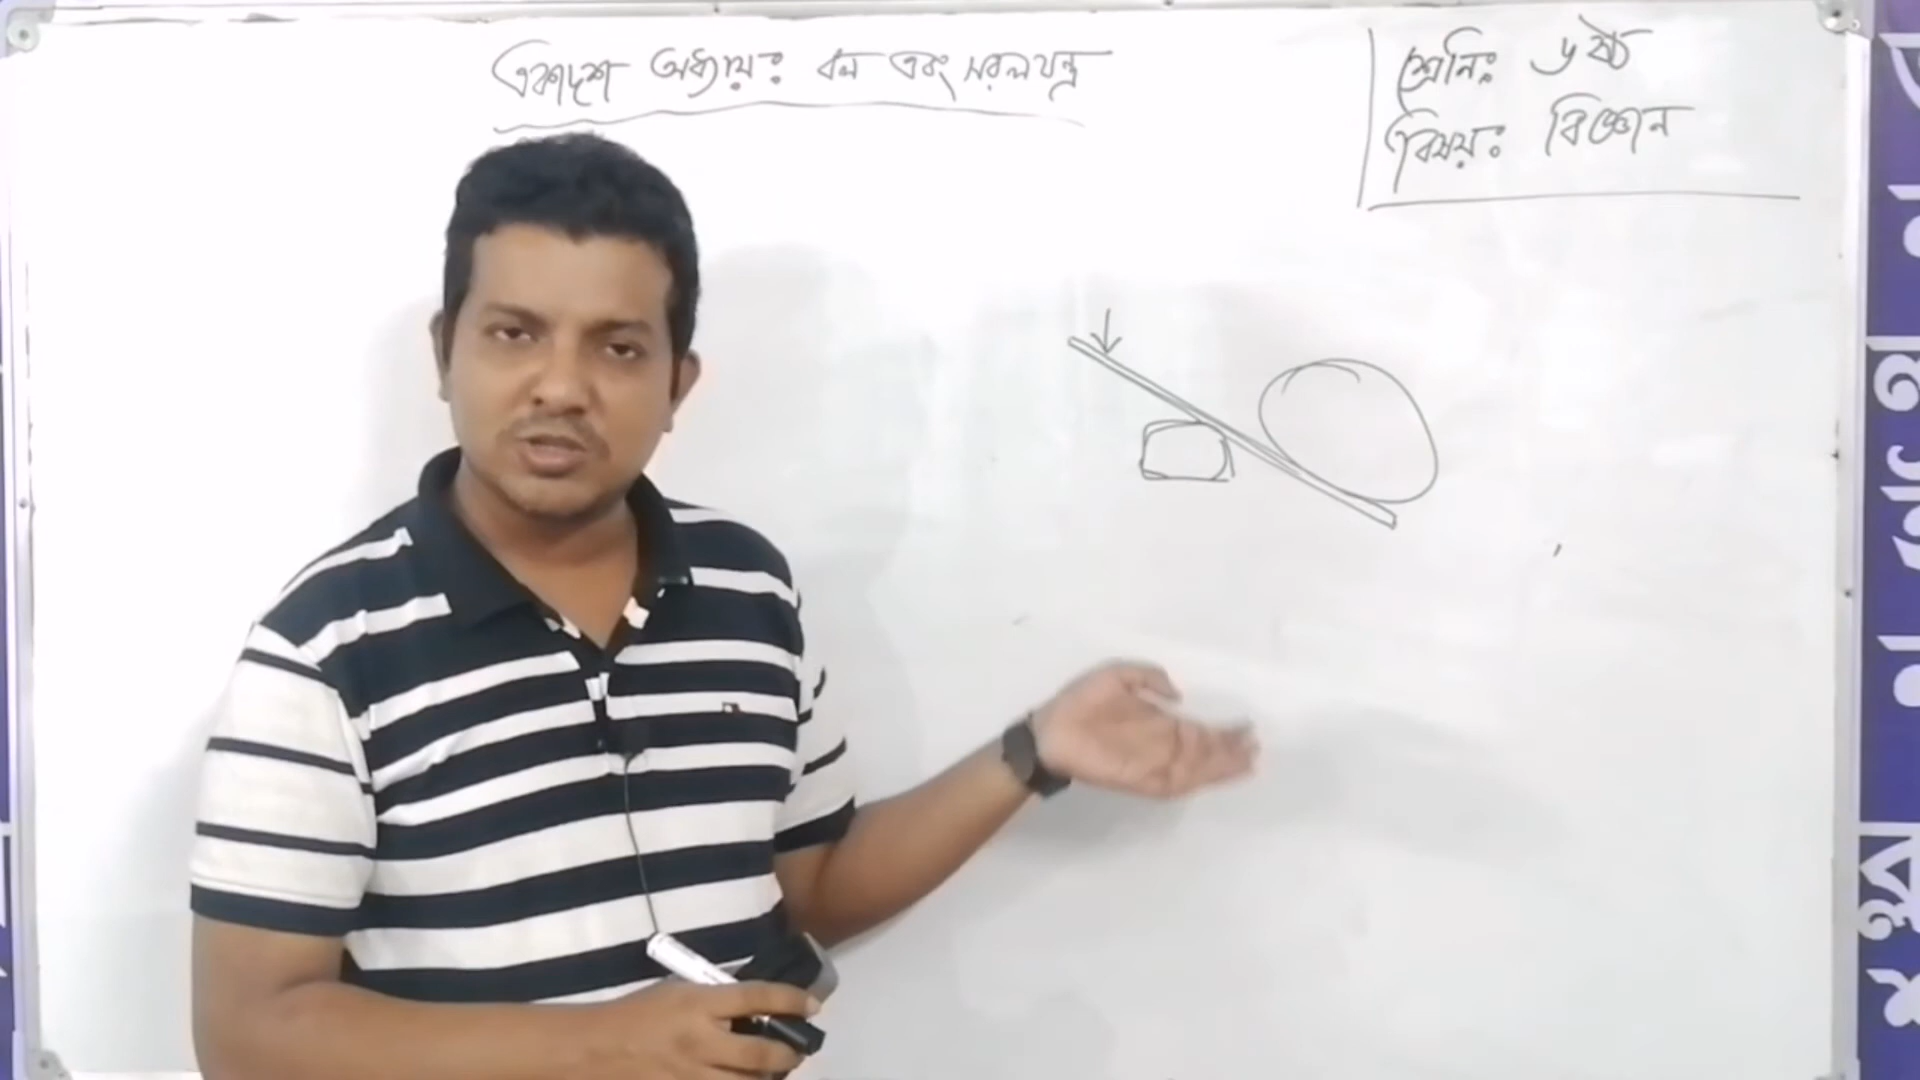 একাদশ অধ্যায়ঃ বল এবং সরলযন্ত্র
শ্রেনিঃ ৬ষ্ঠ
বিষয়ঃ বিজ্ঞান